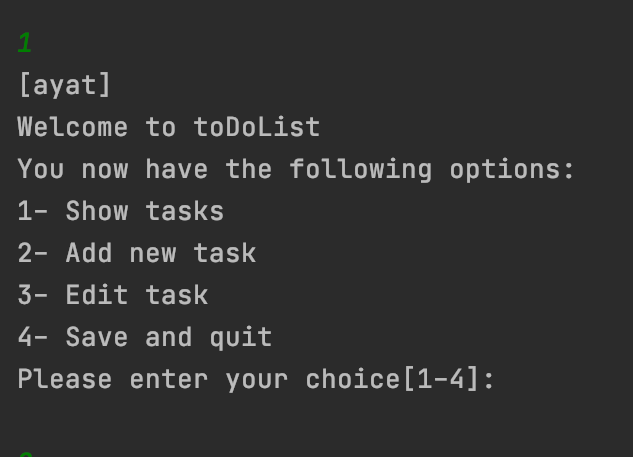 1
[ayat]
Welcome to toDoList
You now have the following options:
1- Show tasks
2- Add new task
3- Edit task
4- Save and quit
Please enter your choice[1-4]: